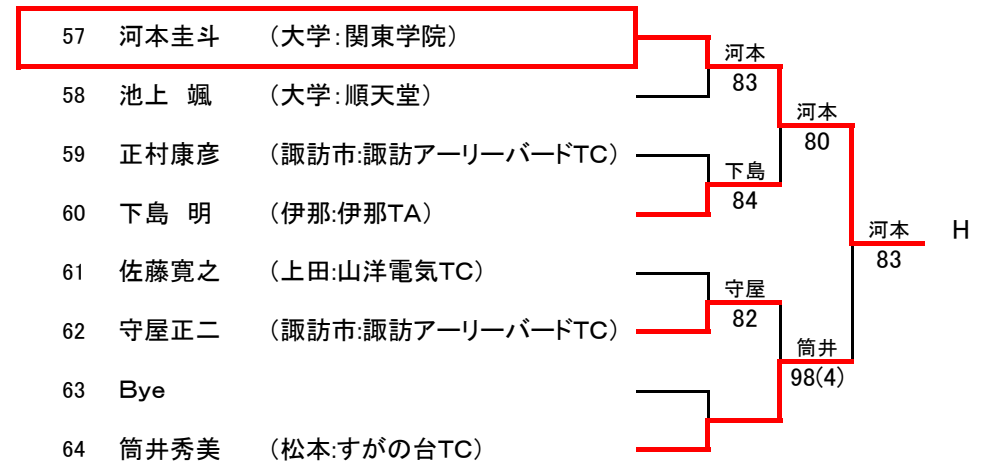 57 河本圭斗 （大学:関東学院）
河本
83
58 池上 颯 （大学:順天堂）
河本
80
59 正村康彦 （諏訪市:諏訪アーリーバードTC）
下島
84
60 下島 明 （伊那:伊那TA）
河本 H
83
61 佐藤寛之 （上田:山洋電気TC）
守屋
82
62 守屋正二 （諏訪市:諏訪アーリーバードTC）
筒井
98(4)
63 Bye
64 筒井秀美 （松本:すがの台TC）